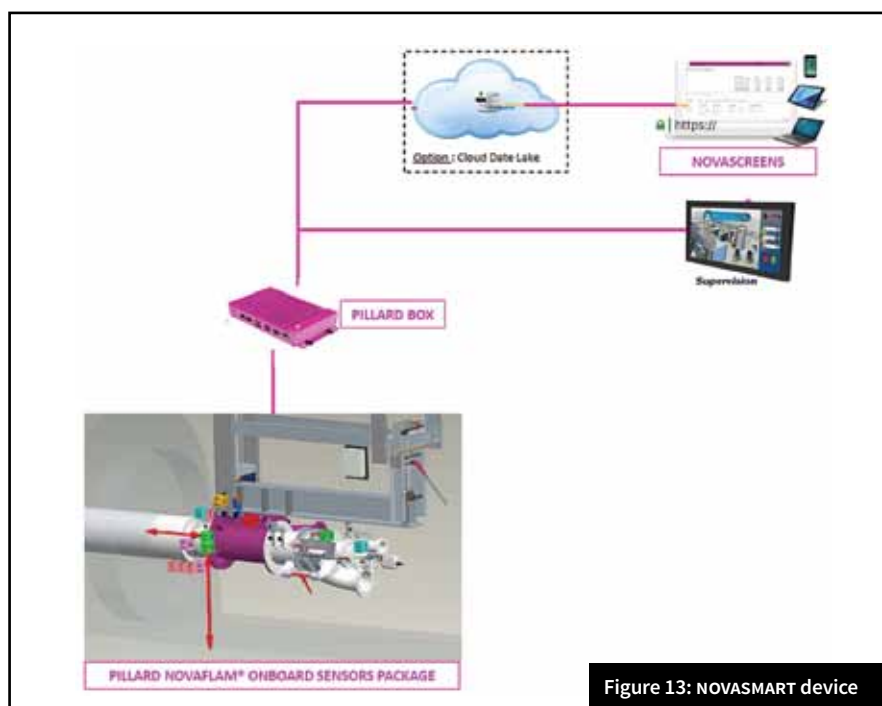 Option : Cloud Date Lake
https://
NOVASCREENS
Supervision
PILLARD BOX
PILLARD NOVAFLAM® ONBOARD SENSORS PACKAGE
Figure 13: NOVASMART device